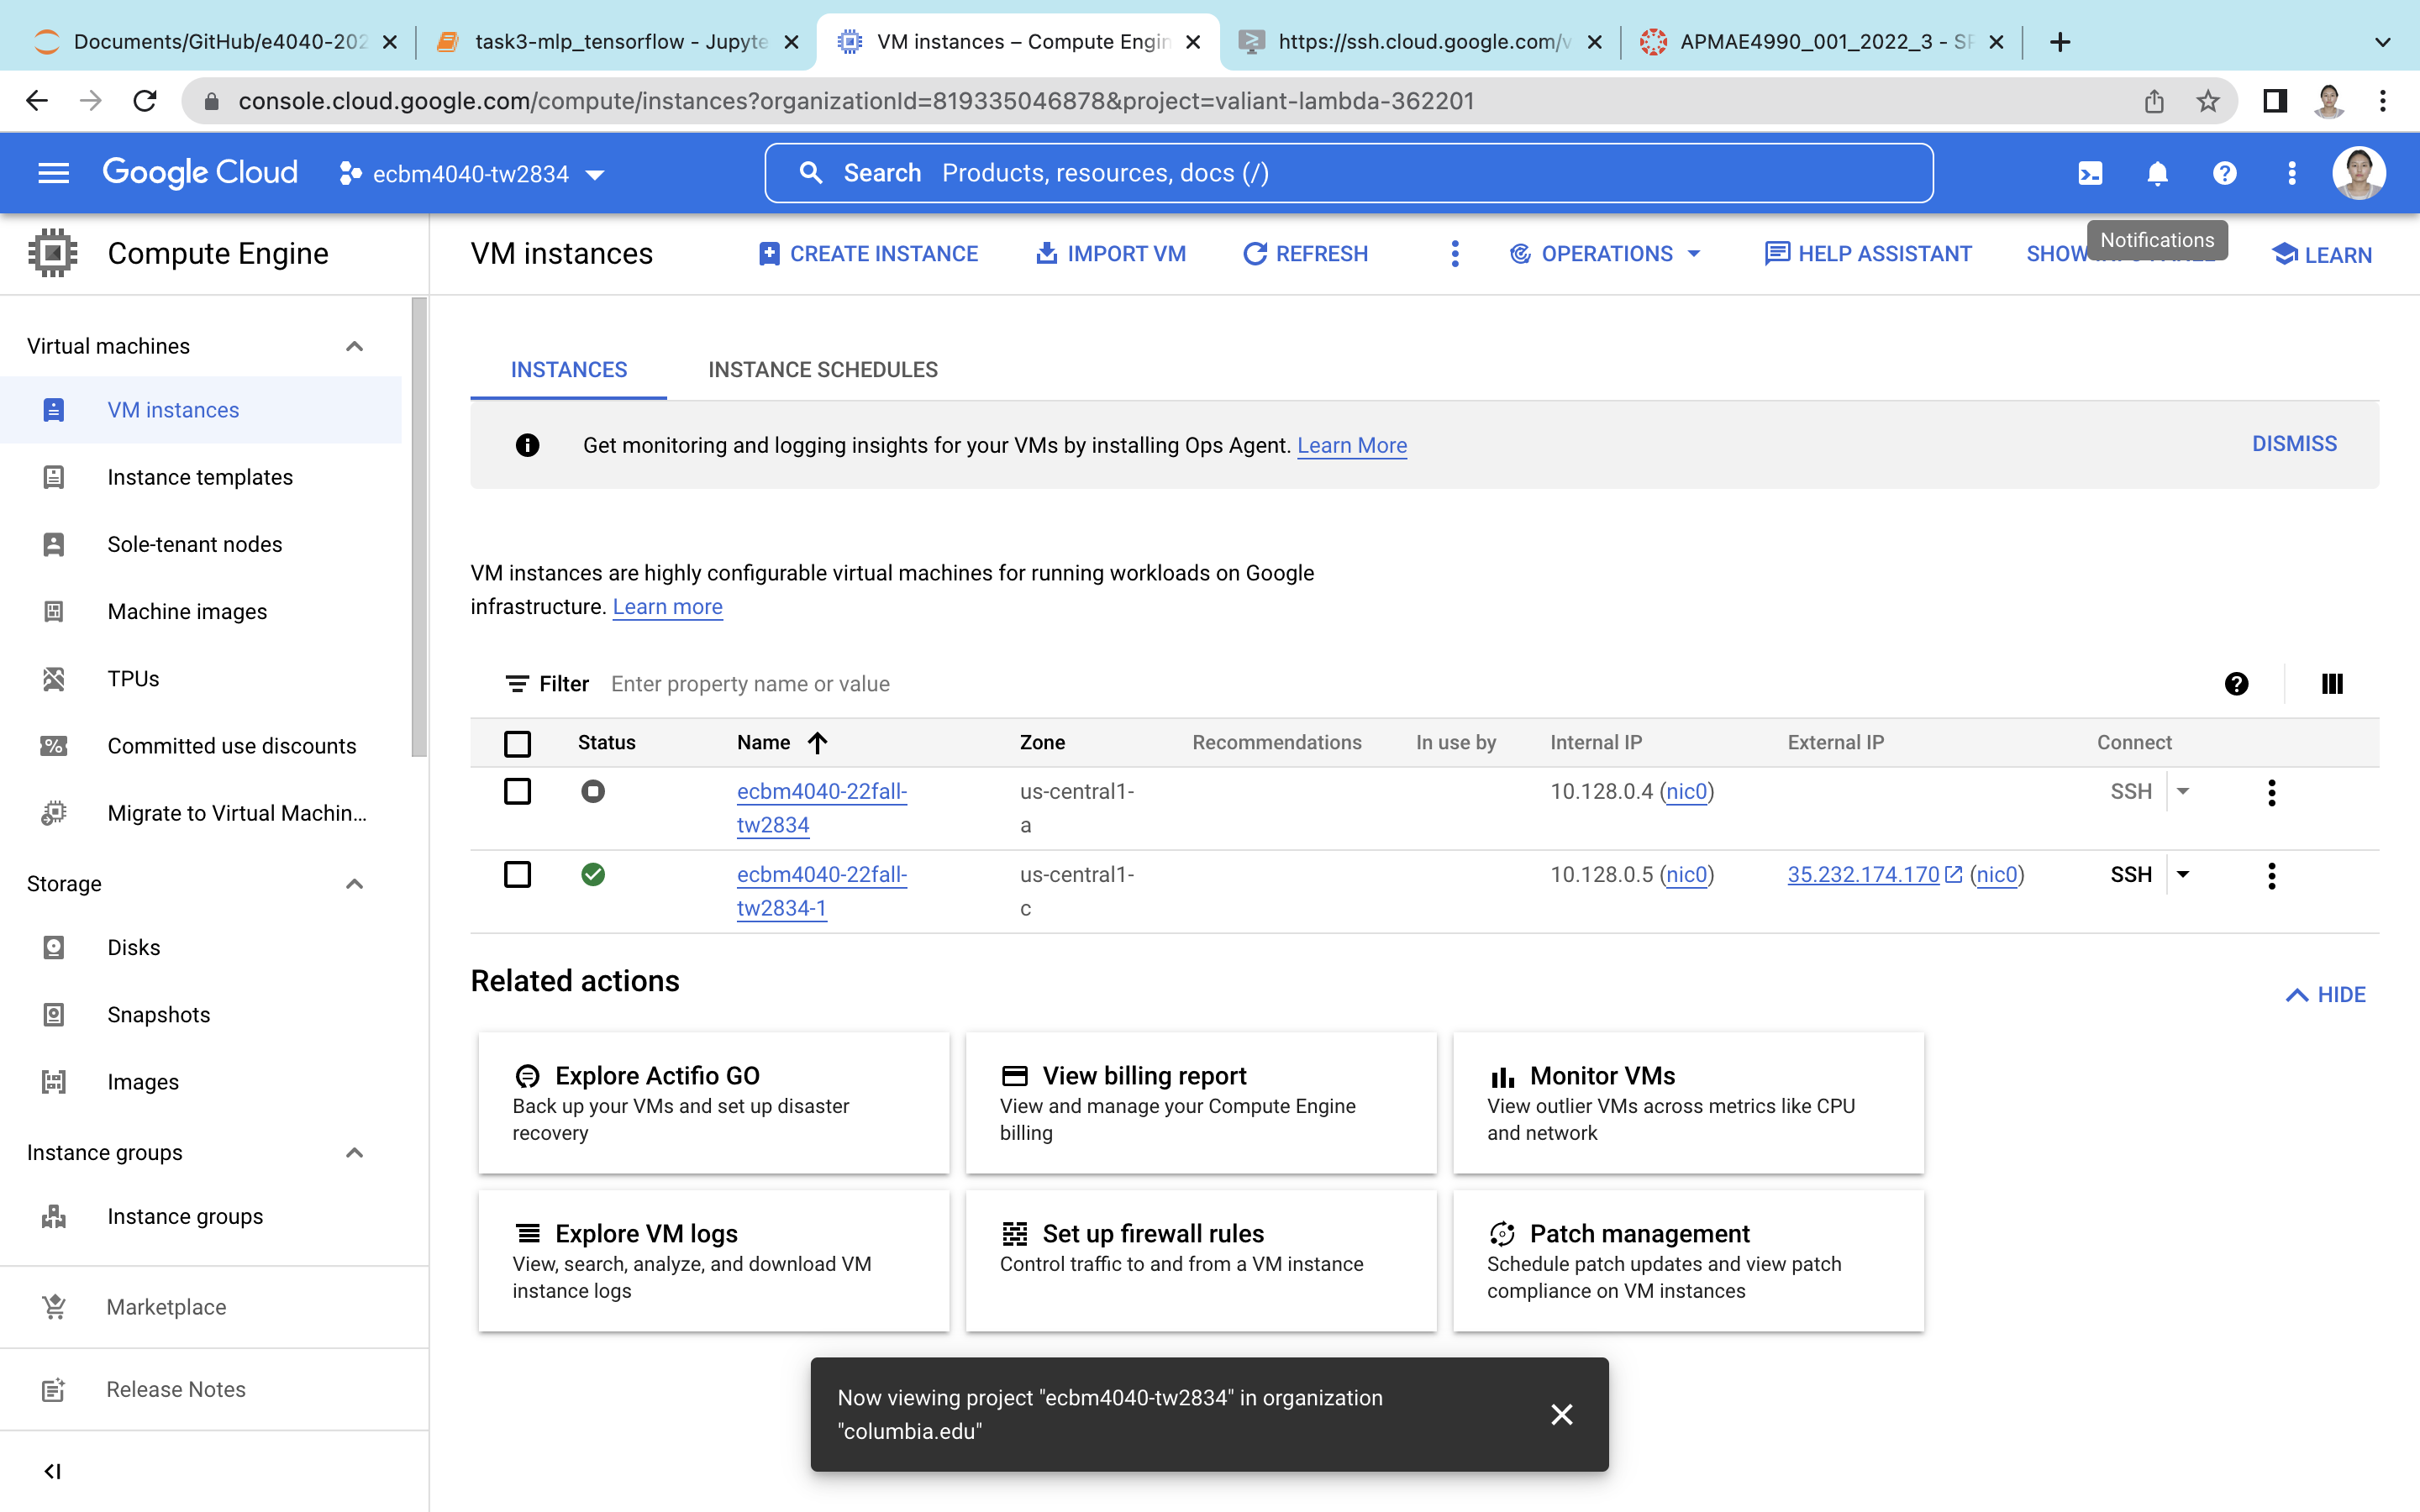 Documents/GitHub/e4040-202
task3-mlp_tensorflow - Jupyte
VM instances – Compute Engin
https://ssh.cloud.google.com/v
APMAE4990_001_2022_3 - SP
console.cloud.google.com/compute/instances?organizationId=819335046878&project=valiant-lambda-362201
Google Cloud
ecbm4040-tw2834
Search Products, resources, docs (/)
Notifications
Compute Engine
VM instances
CREATE INSTANCE
IMPORT VM
REFRESH
OPERATIONS
HELP ASSISTANT
SHOW
LEARN
Virtual machines
VM instances
Instance templates
Sole-tenant nodes
Machine images
TPUs
Committed use discounts
Migrate to Virtual Machin...
Storage
Disks
Snapshots
Images
Instance groups
Instance groups
Marketplace
Release Notes
INSTANCES
INSTANCE SCHEDULES
Get monitoring and logging insights for your VMs by installing Ops Agent. Learn More
DISMISS
VM instances are highly configurable virtual machines for running workloads on Google
infrastructure. Learn more
Filter Enter property name or value
Status Name Zone Recommendations In use by Internal IP External IP Connect
ecbm4040-22fall- us-central1- 10.128.0.4 (nic0) SSH
tw2834 a
ecbm4040-22fall- us-central1- 10.128.0.5 (nic0) 35.232.174.170 (nic0) SSH
tw2834-1 c
Related actions
HIDE
Explore Actifio GO
Back up your VMs and set up disaster
recovery
View billing report
View and manage your Compute Engine
billing
Monitor VMs
View outlier VMs across metrics like CPU
and network
Explore VM logs
View, search, analyze, and download VM
instance logs
Set up firewall rules
Control traffic to and from a VM instance
Patch management
Schedule patch updates and view patch
compliance on VM instances
Now viewing project "ecbm4040-tw2834" in organization
"columbia.edu"